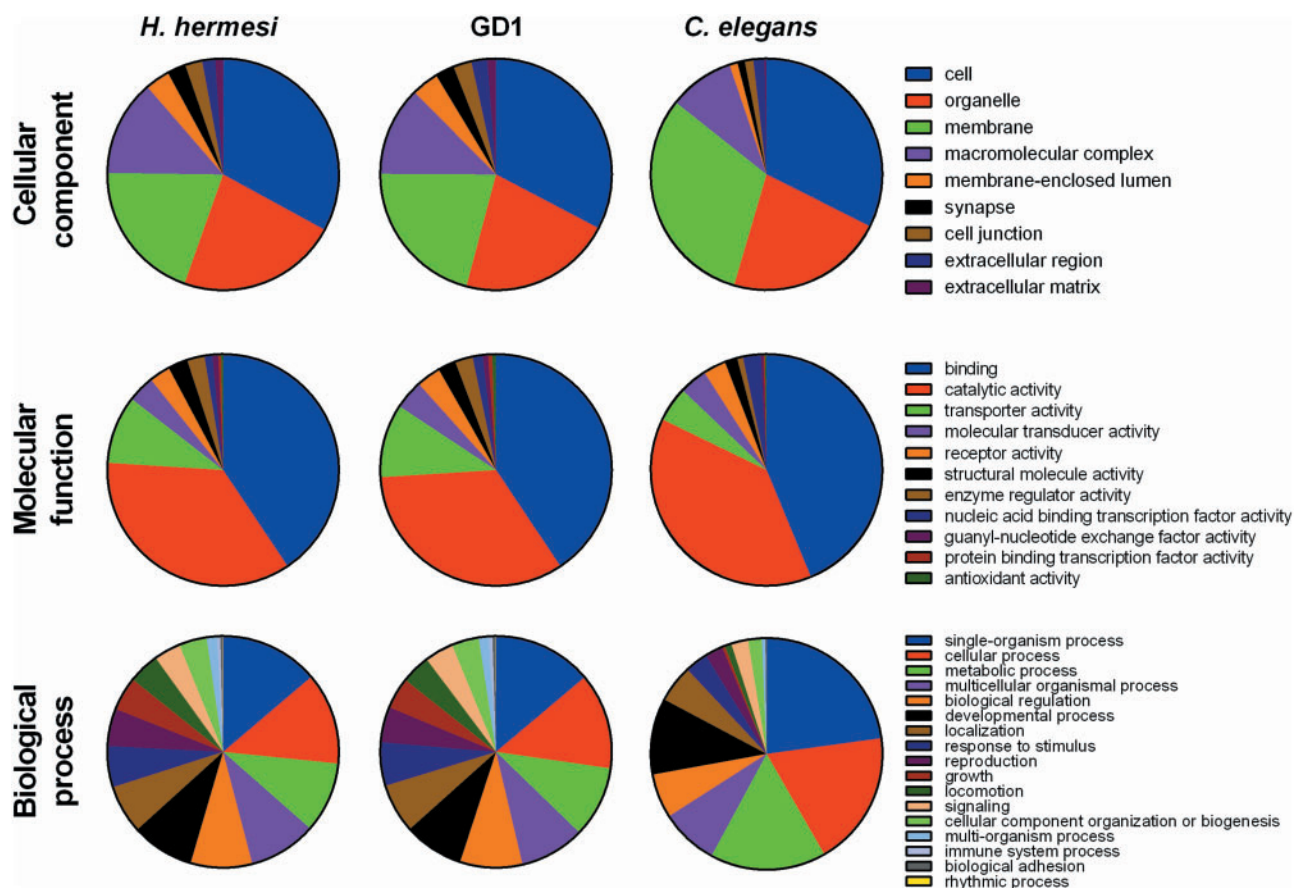 H. hermesi
GD1
C. elegans
Cellular
component
cell
organelle
membrane
macromolecular complex
membrane-enclosed lumen
synapse
cell junction
extracellular region
extracellular matrix
Molecular
function
binding
catalytic activity
transporter activity
molecular transducer activity
receptor activity
structural molecule activity
enzyme regulator activity
nucleic acid binding transcription factor activity
guanyl-nucleotide exchange factor activity
protein binding transcription factor activity
antioxidant activity
Biological
process
single-organism process
cellular process
metabolic process
multicellular organismal process
biological regulation
developmental process
localization
response to stimulus
reproduction
growth
locomotion
signaling
cellular component organization or biogenesis
multi-organism process
immune system process
biological adhesion
rhythmic process